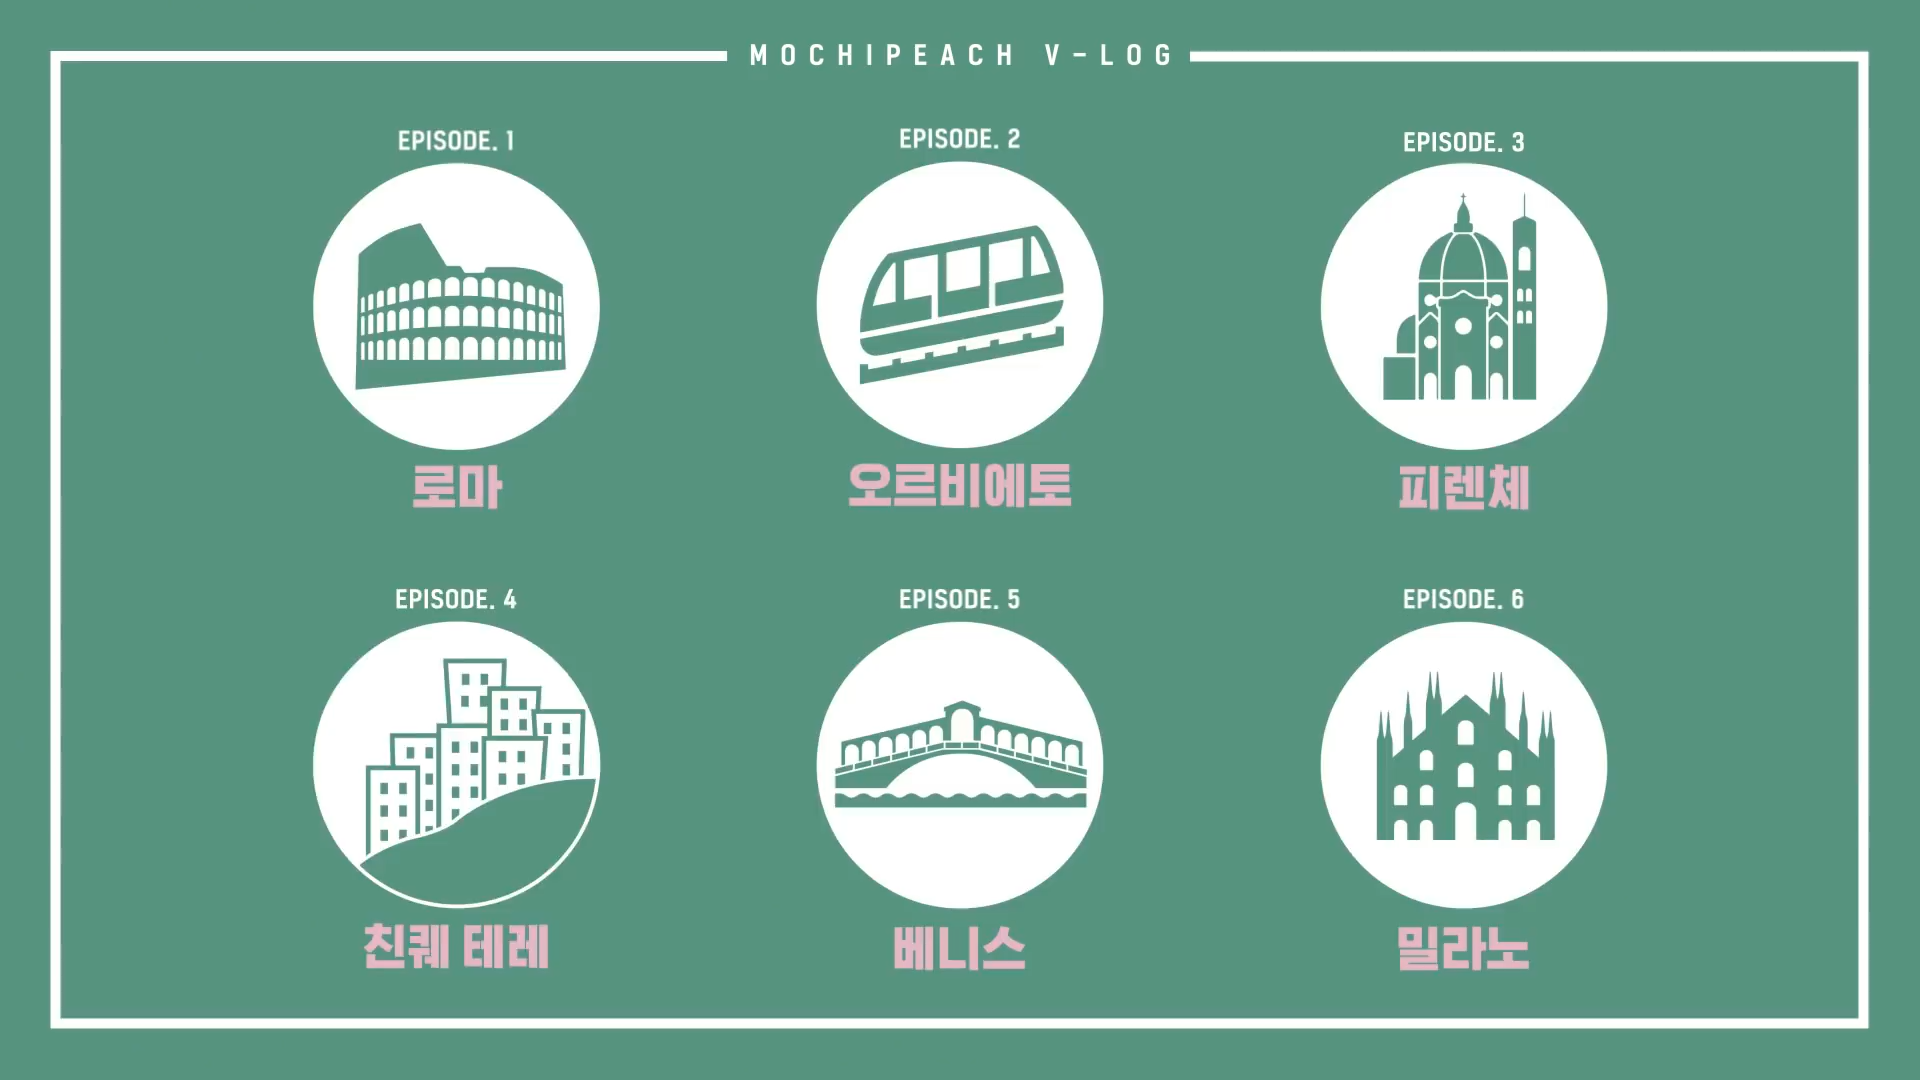 MOCHIPEACH V-LOG
EPISODE. 1
로마
EPISODE. 2
오르비에토
EPISODE. 3
피렌체
EPISODE. 4
친퀘 테레
EPISODE. 5
베니스
EPISODE. 6
밀라노